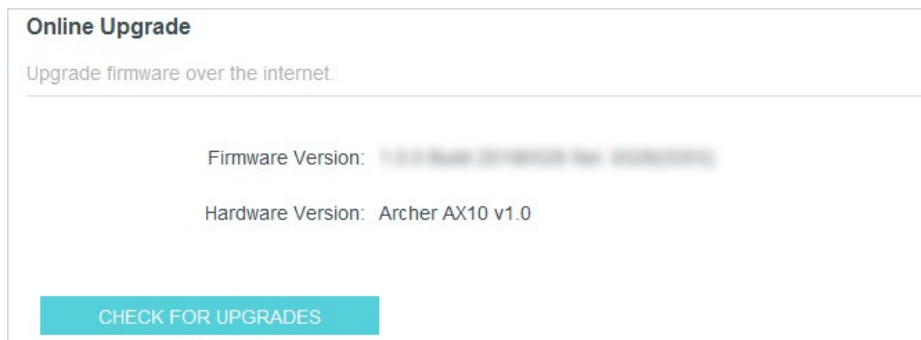 Online Upgrade
Upgrade firmware over the internet.
Firmware Version:
Hardware Version: Archer AX10 v1.0
CHECK FOR UPGRADES